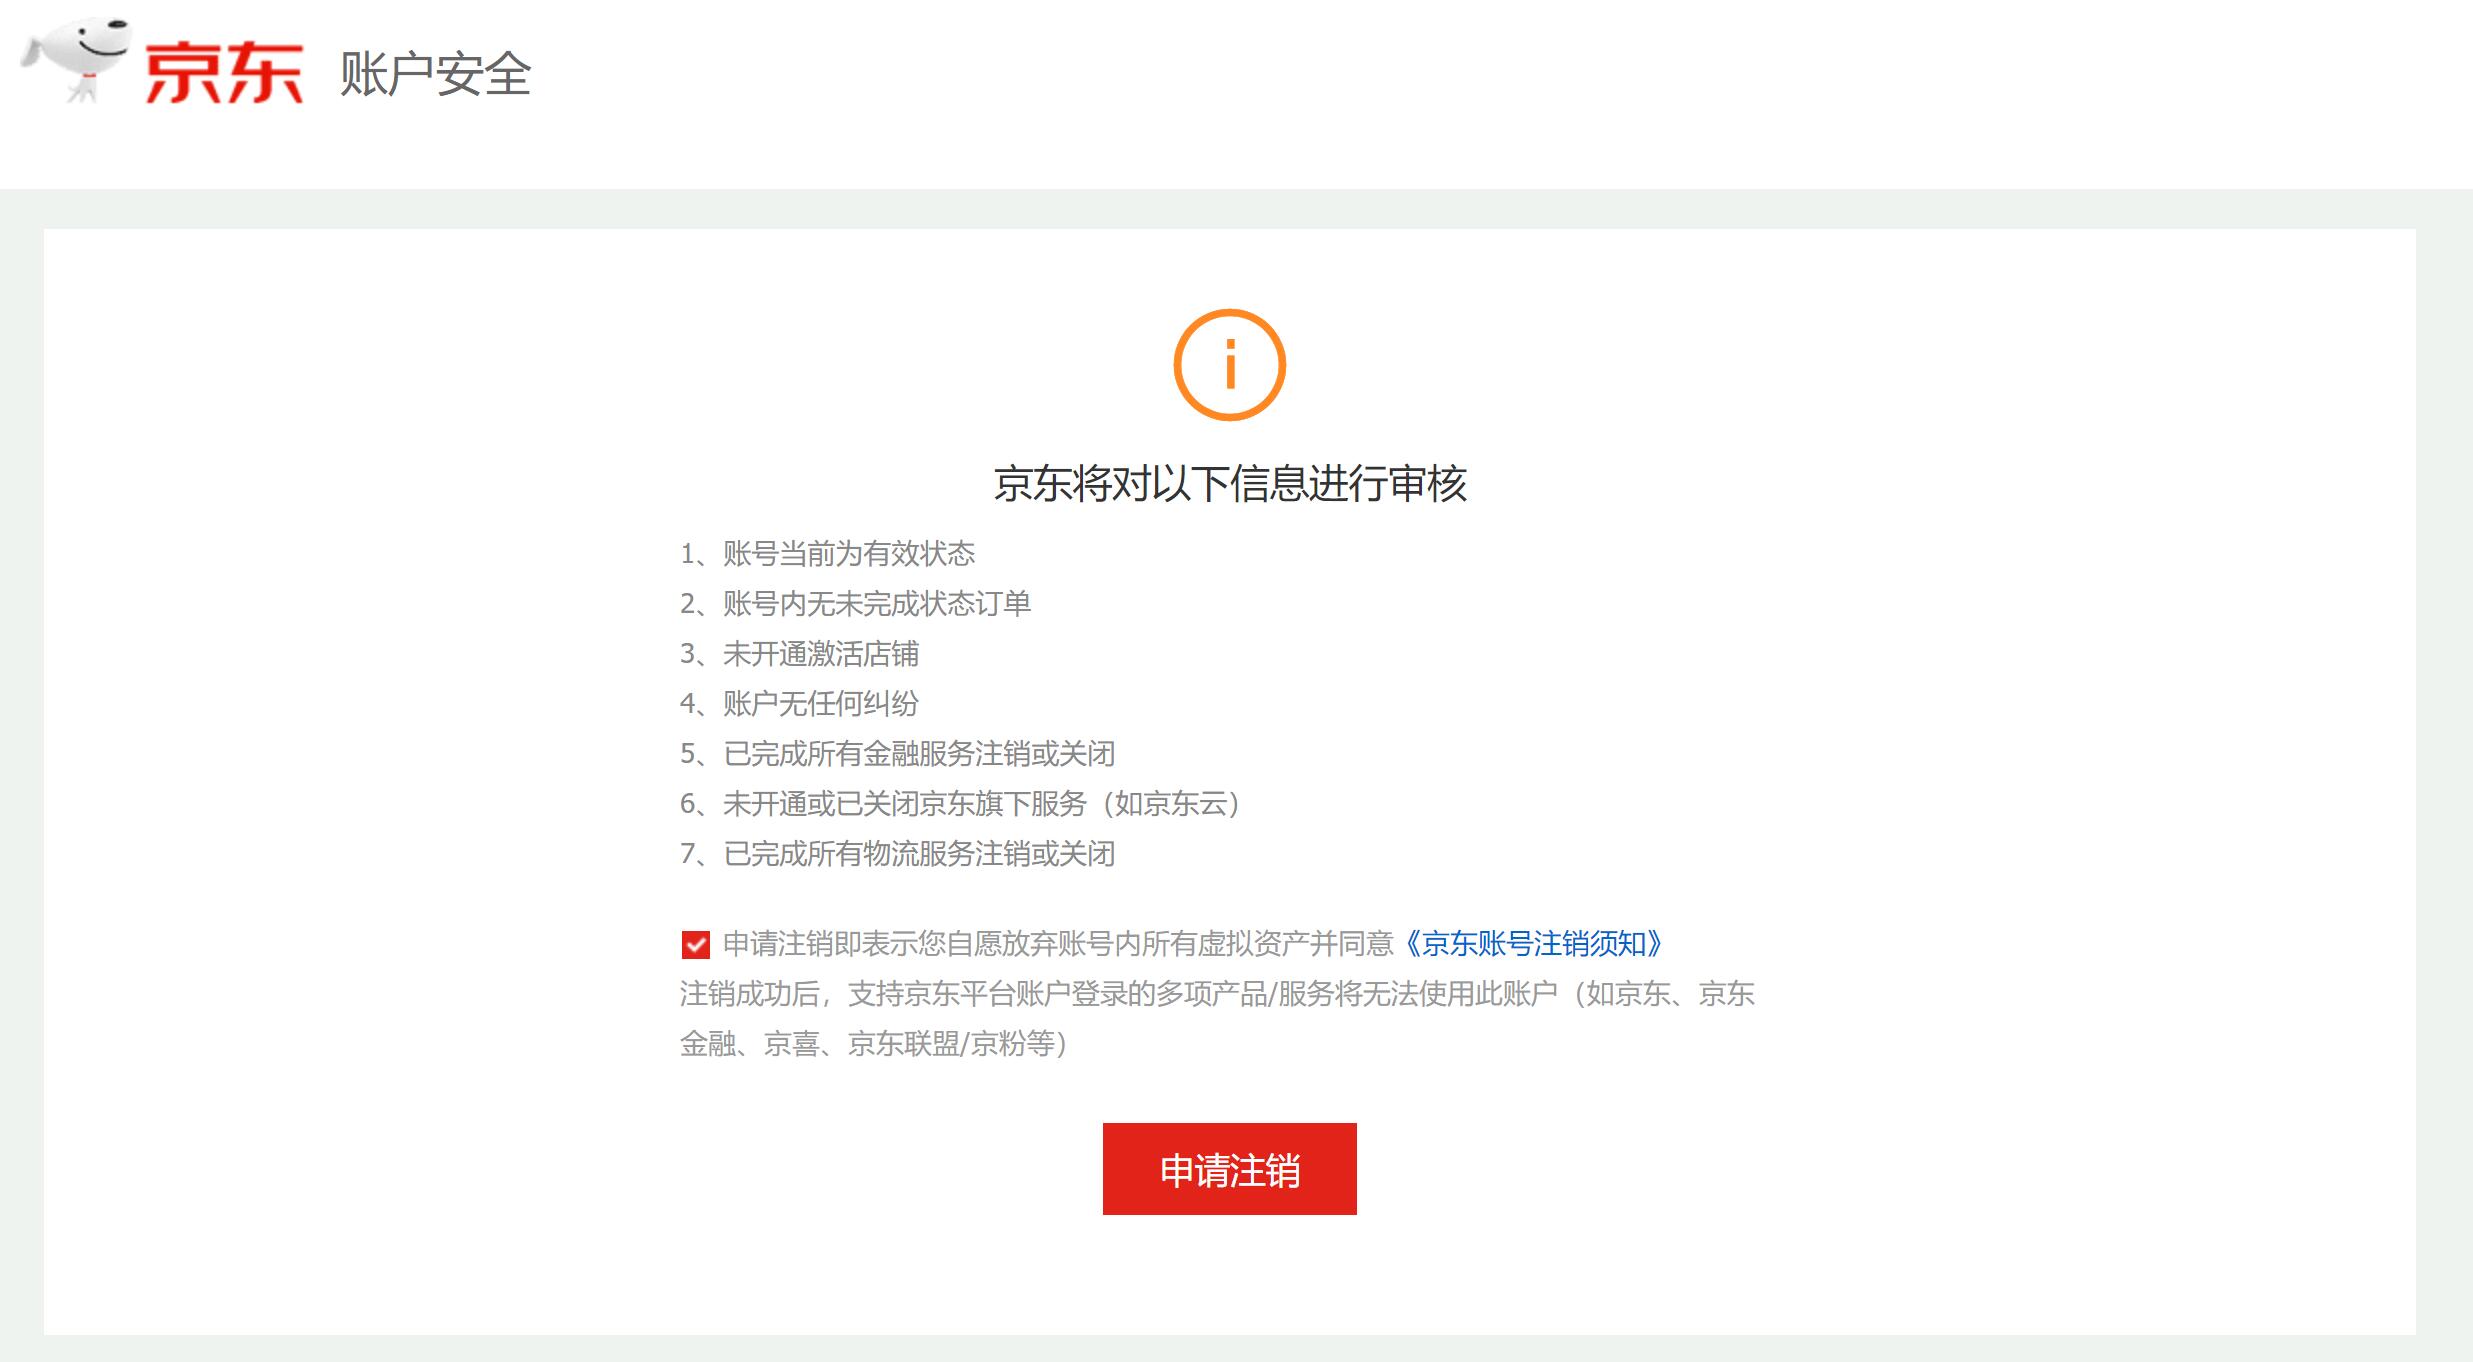 京东 账户安全
i
京东将对以下信息进行审核
1、账号当前为有效状态
2、账号内无未完成状态订单
3、未开通激活店铺
4、账户无任何纠纷
5、已完成所有金融服务注销或关闭
6、未开通或已关闭京东旗下服务（如京东云）
7、已完成所有物流服务注销或关闭
申请注销即表示您自愿放弃账号内所有虚拟资产并同意《京东账号注销须知》
注销成功后，支持京东平台账户登录的多项产品/服务将无法使用此账户（如京东、京东
金融、京喜、京东联盟/京粉等）
申请注销